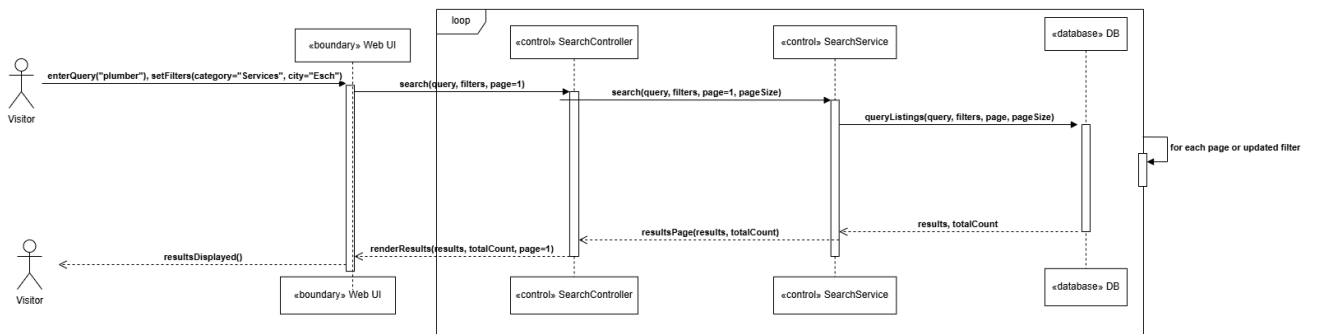 loop
«boundary» Web UI
«control» SearchController
«control» SearchService
«database» DB
enterQuery("plumber"), setFilters(category="Services", city="Esch")
Visitor
search(query, filters, page=1)
search(query, filters, page=1, pageSize)
queryListings(query, filters, page, pageSize)
for each page or updated filter
results, totalCount
resultsPage(results, totalCount)
renderResults(results, totalCount, page=1)
resultsDisplayed()
Visitor
«boundary» Web UI
«control» SearchController
«control» SearchService
«database» DB